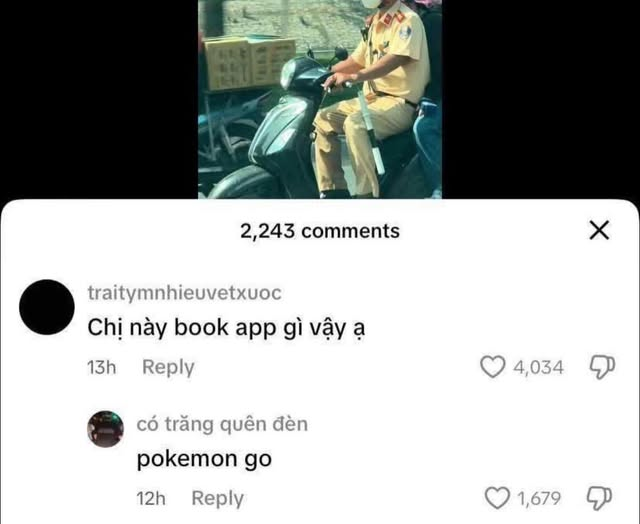 2,243 comments
traitymnhieuvetxuoc
Chị này book app gì vậy ạ
13h Reply 4,034
có trăng quên đèn
pokemon go
12h Reply 1,679